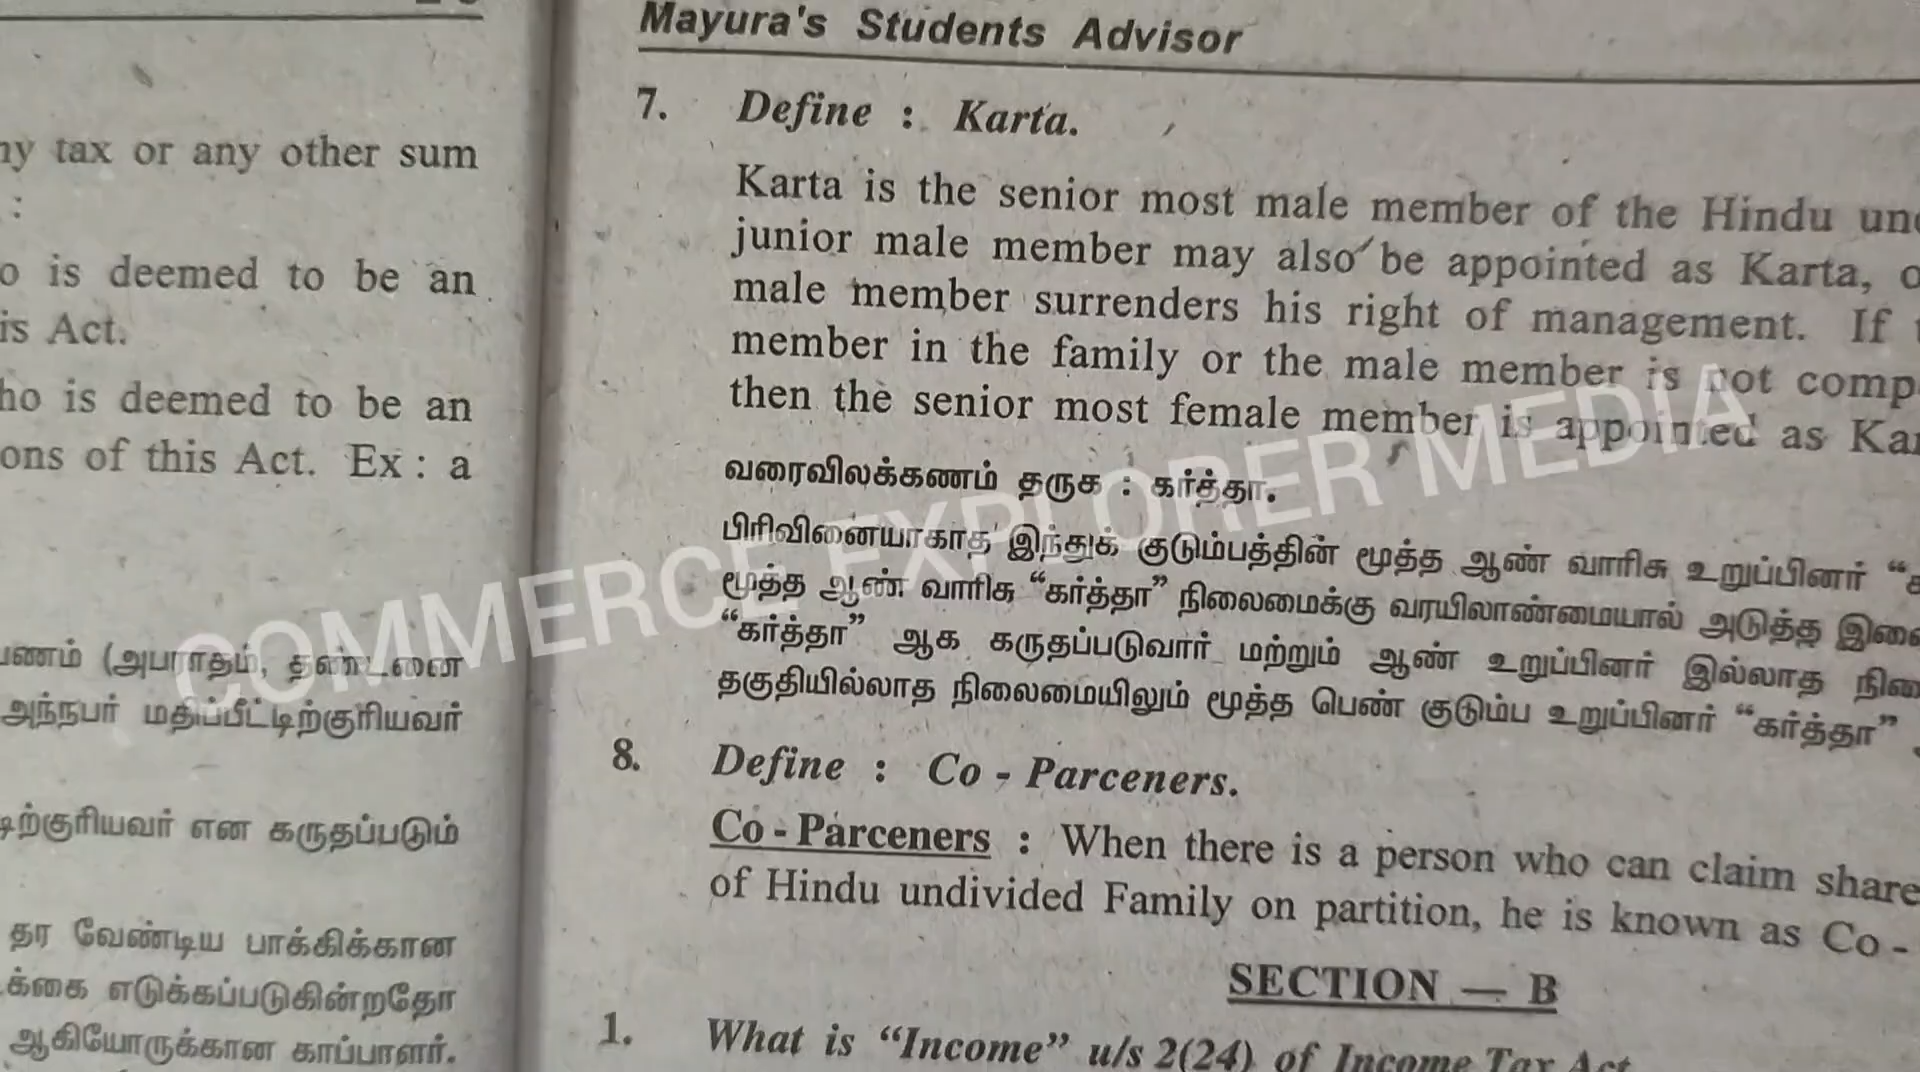 Mayura's Students Advisor
tax or any other sum
:
is deemed to be an
is Act.
is deemed to be an
of this Act. Ex : a
(அபராதம், தண்டனை
அந்நபர் மதிப்பீட்டிற்குரியவர்
என கருதப்படும்
தர வேண்டிய பாக்கிக்கான
எடுக்கப்படுகின்றதோ
ஆகியோருக்கான காப்பாளர்.
7. Define : Karta.
Karta is the senior most male member of the Hindu
junior male member may also be appointed as Karta,
male member surrenders his right of management. If
member in the family or the male member is not
then the senior most female member is appointed as
வரைவிலக்கணம் தருக : கர்த்தா.
பிரிவினையாகாத இந்துக் குடும்பத்தின் மூத்த ஆண் வாரிசு உறுப்பினர்
மூத்த ஆண் வாரிசு “கர்த்தா” நிலைமைக்கு வரயிலாண்மையால் அடுத்த
“கர்த்தா” ஆக கருதப்படுவார் மற்றும் ஆண் உறுப்பினர் இல்லாத
தகுதியில்லாத நிலைமையிலும் மூத்த பெண் குடும்ப உறுப்பினர் “கர்த்தா”
8. Define : Co - Parceners.
Co - Parceners : When there is a person who can claim share
of Hindu undivided Family on partition, he is known as Co -
SECTION — B
1. What is “Income” u/s 2(24) of Income Tax Act
COMMERCE EXPLORER MEDIA